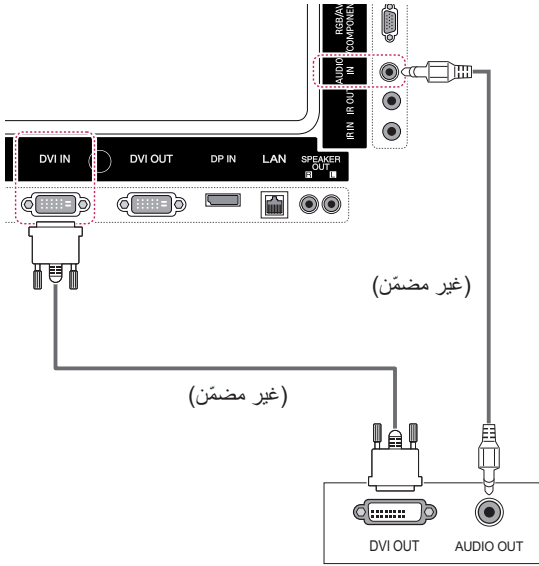 RGB/AV
COMPONENT
AUDIO
IN
IR OUT
IR IN
DVI IN
DVI OUT
DP IN
LAN
SPEAKER
OUT
R L
(غير مضمّن)
(غير مضمّن)
DVI OUT
AUDIO OUT